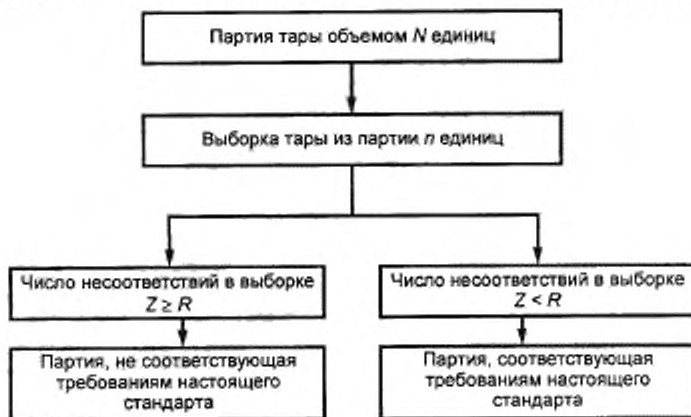 Партия тары объемом N единиц
Выборка тары из партии n единиц
Число несоответствий в выборке
Z ≥ R
Число несоответствий в выборке
Z < R
Партия, не соответствующая
требованиям настоящего
стандарта
Партия, соответствующая
требованиям настоящего
стандарта